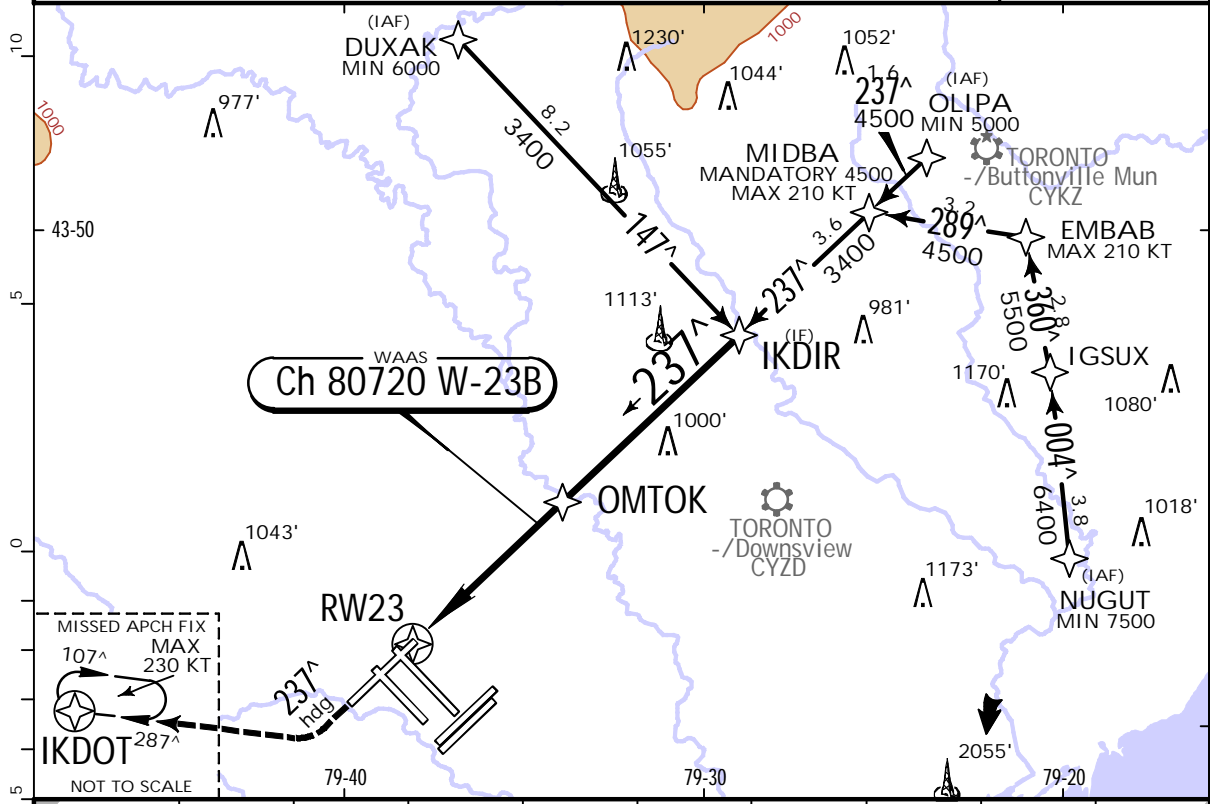 10
(IAF)
DUXAK
MIN 6000
1230'
1000
1052'
1044'
977'
1000
8.2
3400
1055'
147^
1.6
237^
4500
(IAF)
OLIPA
MIN 5000
MIDBA
MANDATORY 4500
MAX 210 KT
TORONTO
-/Buttonville Mun
CYKZ
43-50
3.2
289^
4500
EMBAB
MAX 210 KT
3.6
237^
3400
5
1113'
981'
360^
2.8
5500
(IF)
IKDIR
237^
IGSUX
1170'
1080'
WAAS
Ch 80720 W-23B
1000'
004^
3.8
6400
OMTOK
TORONTO
-/Downsview
CYZD
1018'
0
1043'
1173'
(IAF)
NUGUT
MIN 7500
RW23
MISSED APCH FIX
MAX
230 KT
107^
237^
hdg
IKDOT
287^
NOT TO SCALE
2055'
79-40
79-30
79-20
5